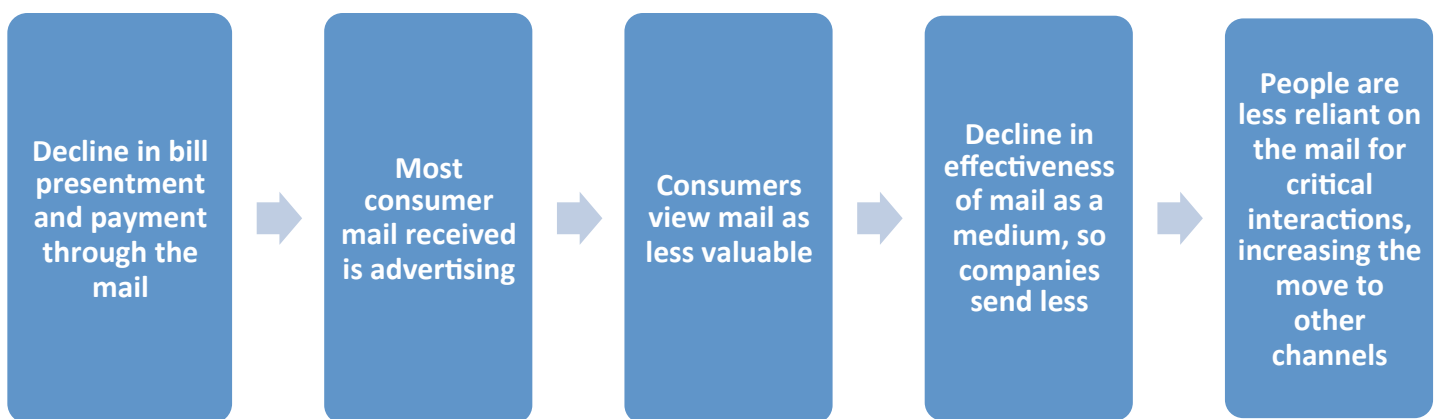 Decline in bill
presentment
and payment
through the
mail
Most
consumer
mail received
is advertising
Consumers
view mail as
less valuable
Decline in
effectiveness
of mail as a
medium, so
companies
send less
People are
less reliant on
the mail for
critical
interactions,
increasing the
move to
other
channels